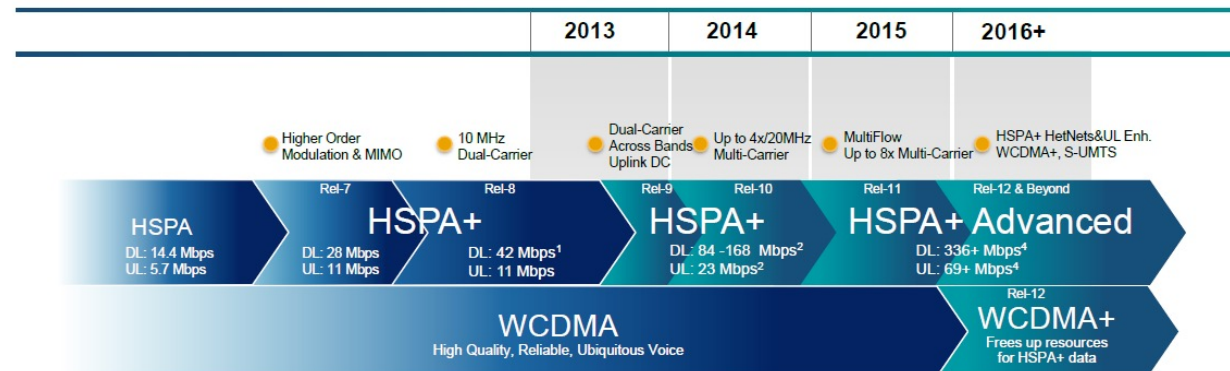 2013
2014
2015
2016+
Higher Order
Modulation & MIMO
10 MHz
Dual-Carrier
Dual-Carrier
Across Bands
Uplink DC
Up to 4x/20MHz
Multi-Carrier
MultiFlow
Up to 8x Multi-Carrier
HSPA+ HetNets&UL Enh.
WCDMA+, S-UMTS
HSPA
DL: 14.4 Mbps
UL: 5.7 Mbps
Rel-7
Rel-8
HSPA+
DL: 28 Mbps
UL: 11 Mbps
DL: 42 Mbps¹
UL: 11 Mbps
Rel-9
Rel-10
HSPA+
DL: 84 -168 Mbps²
UL: 23 Mbps²
Rel-11
Rel-12 & Beyond
HSPA+ Advanced
DL: 336+ Mbps⁴
UL: 69+ Mbps⁴
WCDMA
High Quality, Reliable, Ubiquitous Voice
Rel-12
WCDMA+
Frees up resources
for HSPA+ data